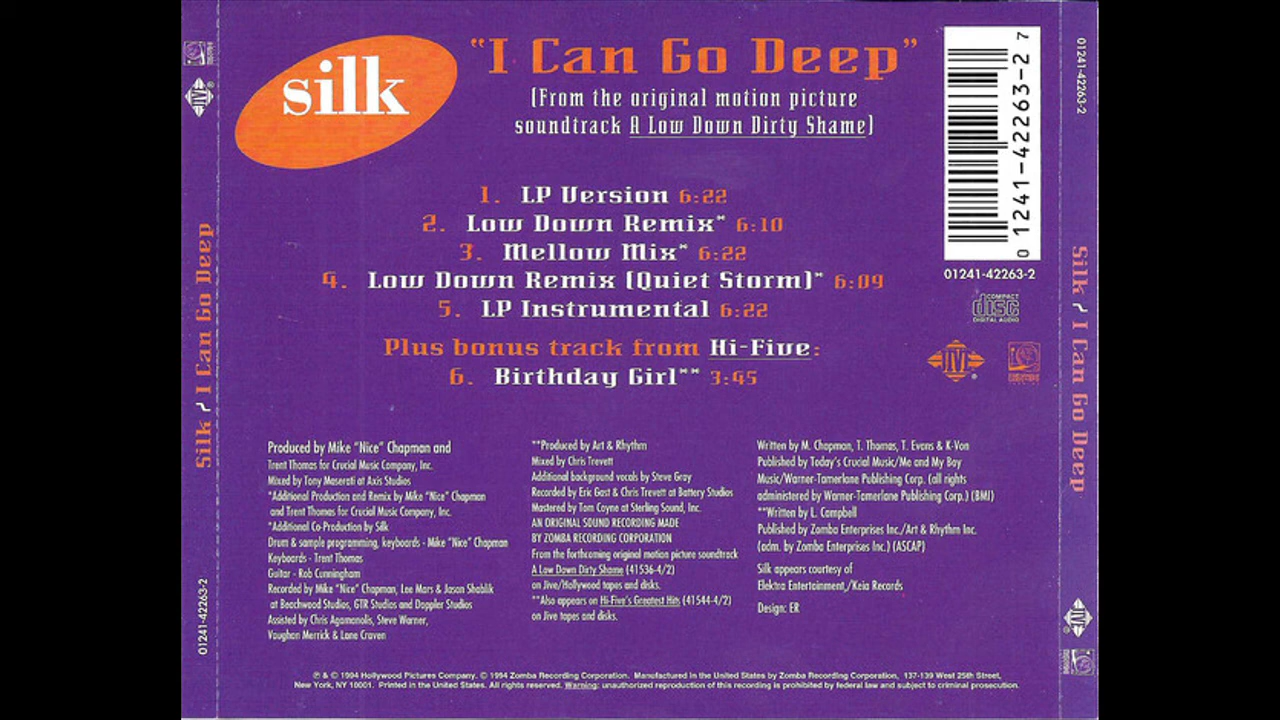 silk
"I Can Go Deep"
(From the original motion picture
soundtrack A Low Down Dirty Shame)
1. LP Version 6:22
2. Low Down Remix* 6:10
3. Mellow Mix* 6:22
4. Low Down Remix (Quiet Storm)* 6:09
5. LP Instrumental 6:22
Plus bonus track from Hi-Five:
6. Birthday Girl** 3:45
0 1241-42263-2 7
01241-42263-2
COMPACT
disc
DIGITAL AUDIO
JIVE
®
Produced by Mike "Nice" Chapman and
Trent Thomas for Crucial Music Company, Inc.
Mixed by Tony Maserati at Axis Studios
*Additional Production and Remix by Mike "Nice" Chapman
and Trent Thomas for Crucial Music Company, Inc.
*Additional Co-Production by Silk
Drum & sample programming, keyboards - Mike "Nice" Chapman
Keyboards - Trent Thomas
Guitar - Rob Cunningham
Recorded by Mike "Nice" Chapman, Lee Mars & Jason Shablik
at Beachwood Studios, GTR Studios and Doppler Studios
Assisted by Chris Agamanolis, Steve Warner,
Vaughan Merrick & Lane Craven
**Produced by Art & Rhythm
Mixed by Chris Trevett
Additional background vocals by Steve Gray
Recorded by Eric Gast & Chris Trevett at Battery Studios
Mastered by Tom Coyne at Sterling Sound, Inc.
AN ORIGINAL SOUND RECORDING MADE
BY ZOMBA RECORDING CORPORATION
From the forthcoming original motion picture soundtrack
A Low Down Dirty Shame (41536-4/2)
on Jive/Hollywood tapes and disks.
**Also appears on Hi-Five's Greatest Hits (41544-4/2)
on Jive tapes and disks.
Written by M. Chapman, T. Thomas, T. Evans & K-Von
Published by Today's Crucial Music/Me and My Boy
Music/Warner-Tamerlane Publishing Corp. (all rights
administered by Warner-Tamerlane Publishing Corp.) (BMI)
**Written by L. Campbell
Published by Zomba Enterprises Inc./Art & Rhythm Inc.
(adm. by Zomba Enterprises Inc.) (ASCAP)
Silk appears courtesy of
Elektra Entertainment,/Keia Records
Design: ER
℗ & © 1994 Hollywood Pictures Company. © 1994 Zomba Recording Corporation. Manufactured in the United States by Zomba Recording Corporation, 137-139 West 25th Street,
New York, NY 10001. Printed in the United States. All rights reserved. Warning: unauthorized reproduction of this recording is prohibited by federal law and subject to criminal prosecution.
JIVE
®
Silk / I Can Go Deep
01241-42263-2
01241-42263-2
Silk / I Can Go Deep
JIVE
®